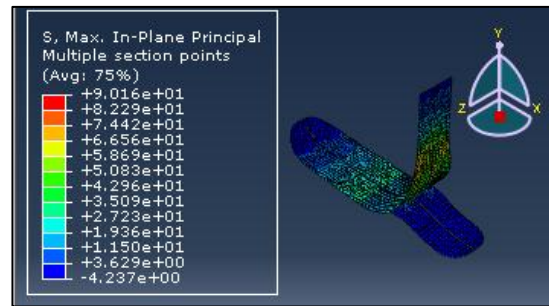 S, Max. In-Plane Principal
Multiple section points
(Avg: 75%)
+9.016e+01
+8.229e+01
+7.442e+01
+6.656e+01
+5.869e+01
+5.083e+01
+4.296e+01
+3.509e+01
+2.723e+01
+1.936e+01
+1.150e+01
+3.629e+00
-4.237e+00
Y
Z
X